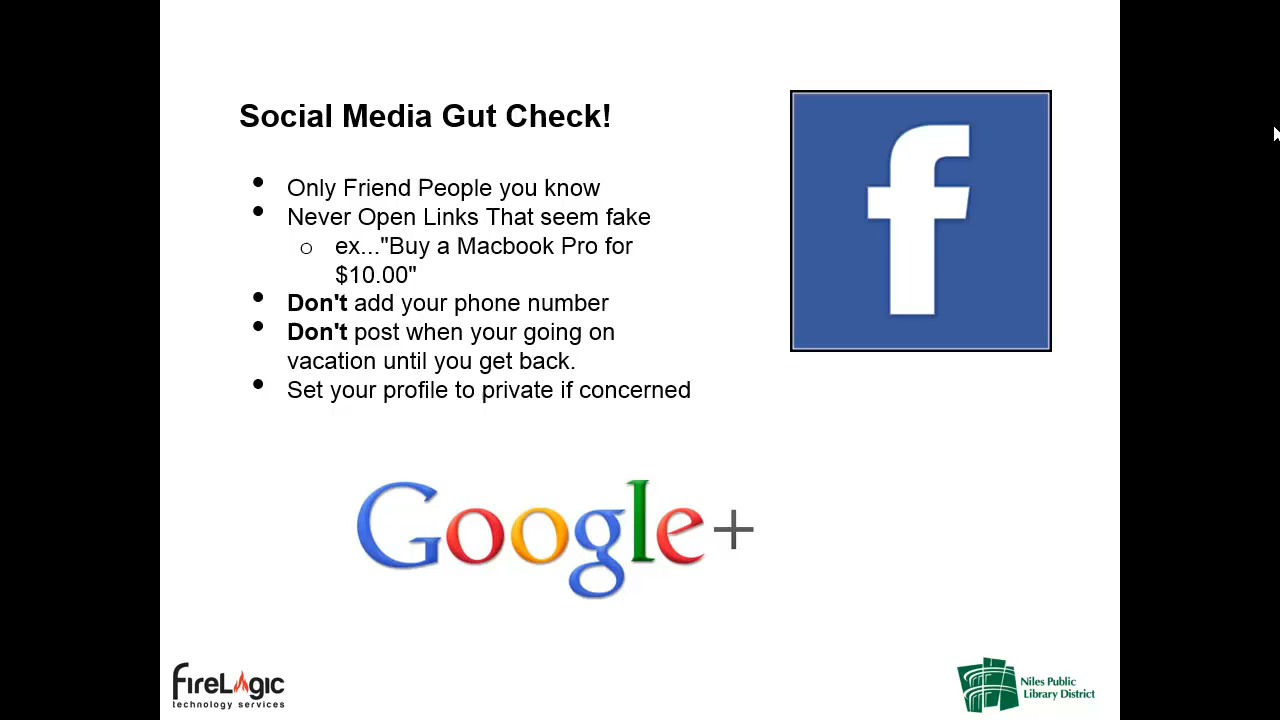 Social Media Gut Check!
• Only Friend People you know
• Never Open Links That seem fake
o ex..."Buy a Macbook Pro for
$10.00"
• Don't add your phone number
• Don't post when your going on
vacation until you get back.
• Set your profile to private if concerned
f
Google+
FireLogic
technology services
Niles Public
Library District